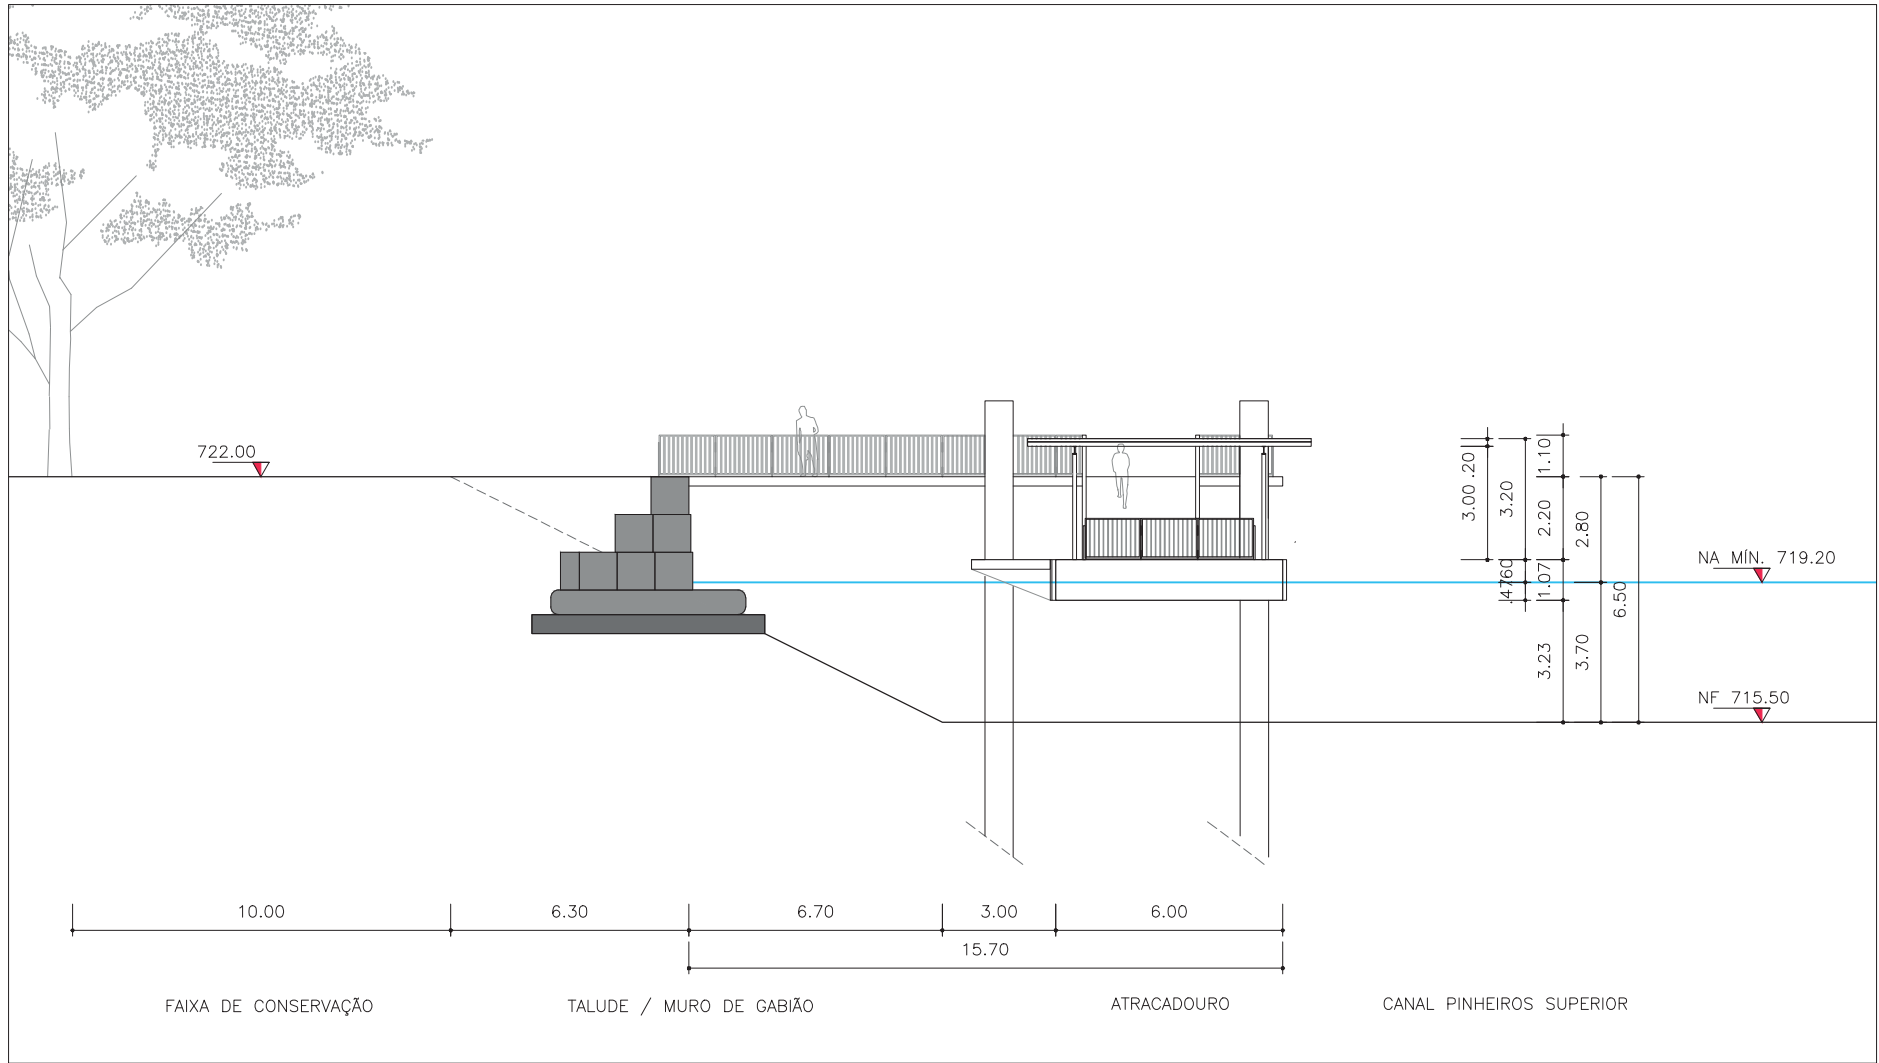 722.00
3.00 .20
3.20
1.10
2.20
2.80
.4760
1.07
6.50
3.23
3.70
NA MÍN. 719.20
NF 715.50
10.00
6.30
6.70
3.00
6.00
15.70
FAIXA DE CONSERVAÇÃO
TALUDE / MURO DE GABIÃO
ATRACADOURO
CANAL PINHEIROS SUPERIOR